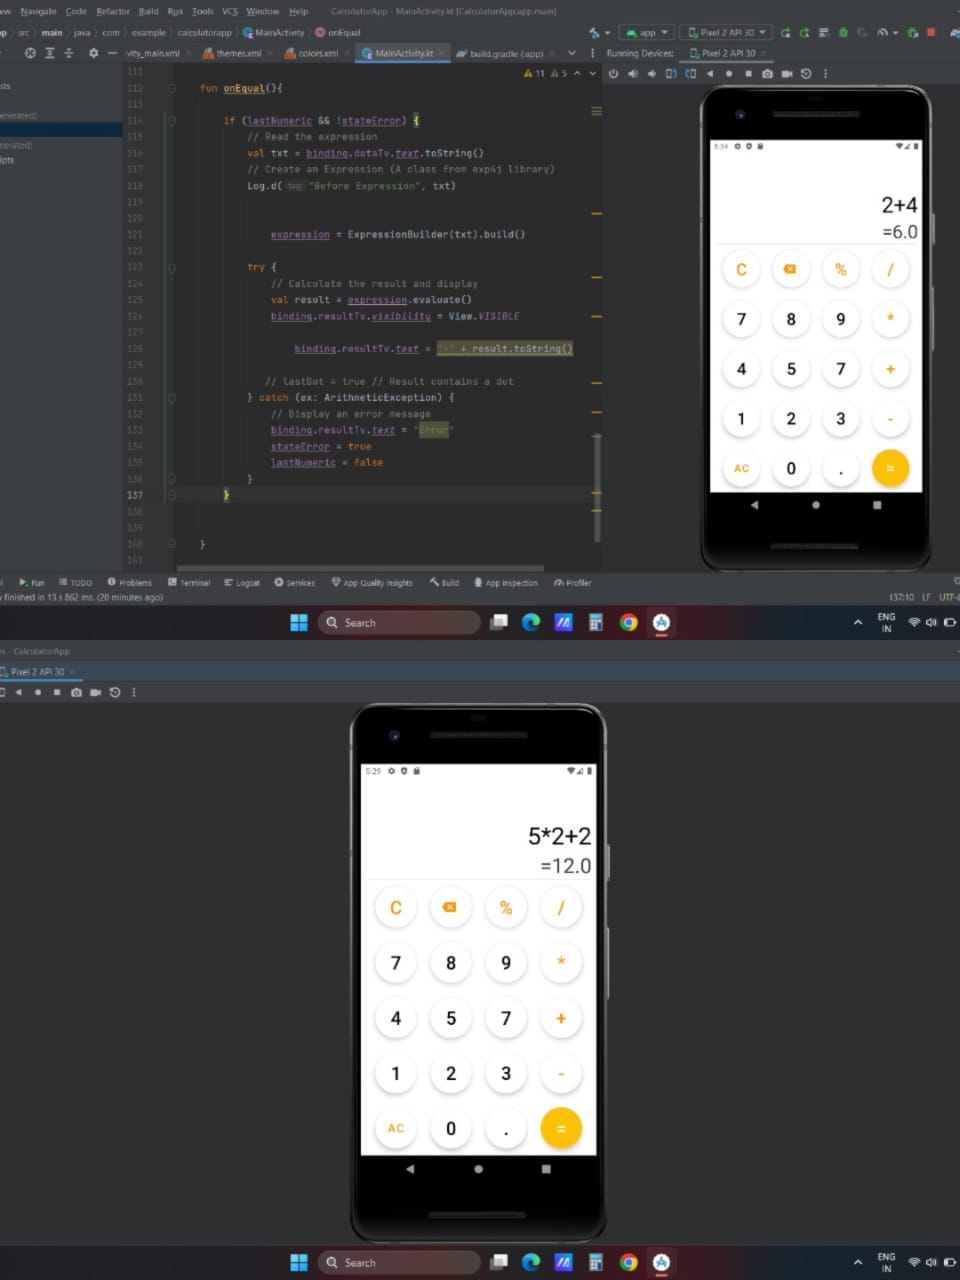 ew Navigate Code Refactor Build Run Tools VCS Window Help CalculatorApp - MainActivity.kt [CalculatorApp.app.main]
pp src main java com example calculatorapp MainActivity onEqual
app Pixel 2 API 30
ivity_main.xml themes.xml colors.xml MainActivity.kt build.gradle (:app) Running Devices: Pixel 2 API 30
sts
enerated)
nerated)
ipts
11 5
111
112 fun onEqual(){
113
114 if (lastNumeric && !stateError) {
115 // Read the expression
116 val txt = binding.dataTv.text.toString()
117 // Create an Expression (A class from exp4j library)
118 Log.d( tag: "Before Expression", txt)
119
120
121 expression = ExpressionBuilder(txt).build()
122
123 try {
124 // Calculate the result and display
125 val result = expression.evaluate()
126 binding.resultTv.visibility = View.VISIBLE
127
128 binding.resultTv.text = "=" + result.toString()
129
130 // lastDot = true // Result contains a dot
131 } catch (ex: ArithmeticException) {
132 // Display an error message
133 binding.resultTv.text = "Error"
134 stateError = true
135 lastNumeric = false
136 }
137 }
138
139
140 }
141
2+4
=6.0
C % /
7 8 9 *
4 5 7 +
1 2 3 -
AC 0 . =
Run TODO Problems Terminal Logcat Services App Quality Insights Build App Inspection Profiler
finished in 13 s 862 ms. (20 minutes ago) 137:10 LF UTF-8
Search ENG
IN
es - CalculatorApp
Pixel 2 API 30
5:29
5*2+2
=12.0
C % /
7 8 9 *
4 5 7 +
1 2 3 -
AC 0 . =
Search ENG
IN